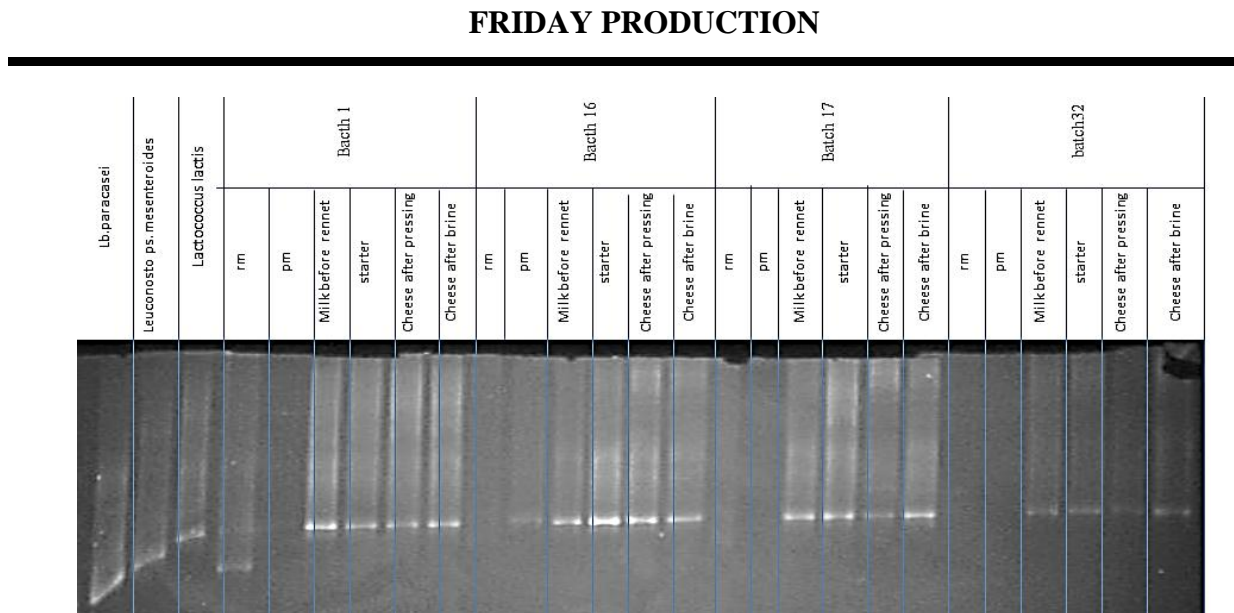 FRIDAY PRODUCTION
Lb.paracasei
Leuconosto ps. mesenteroides
Lactococcus lactis
Bacth 1
rm
pm
Milk before rennet
starter
Cheese after pressing
Cheese after brine
Bacth 16
rm
pm
Milk before rennet
starter
Cheese after pressing
Cheese after brine
Batch 17
rm
pm
Milk before rennet
starter
Cheese after pressing
Cheese after brine
batch32
rm
pm
Milk before rennet
starter
Cheese after pressing
Cheese after brine